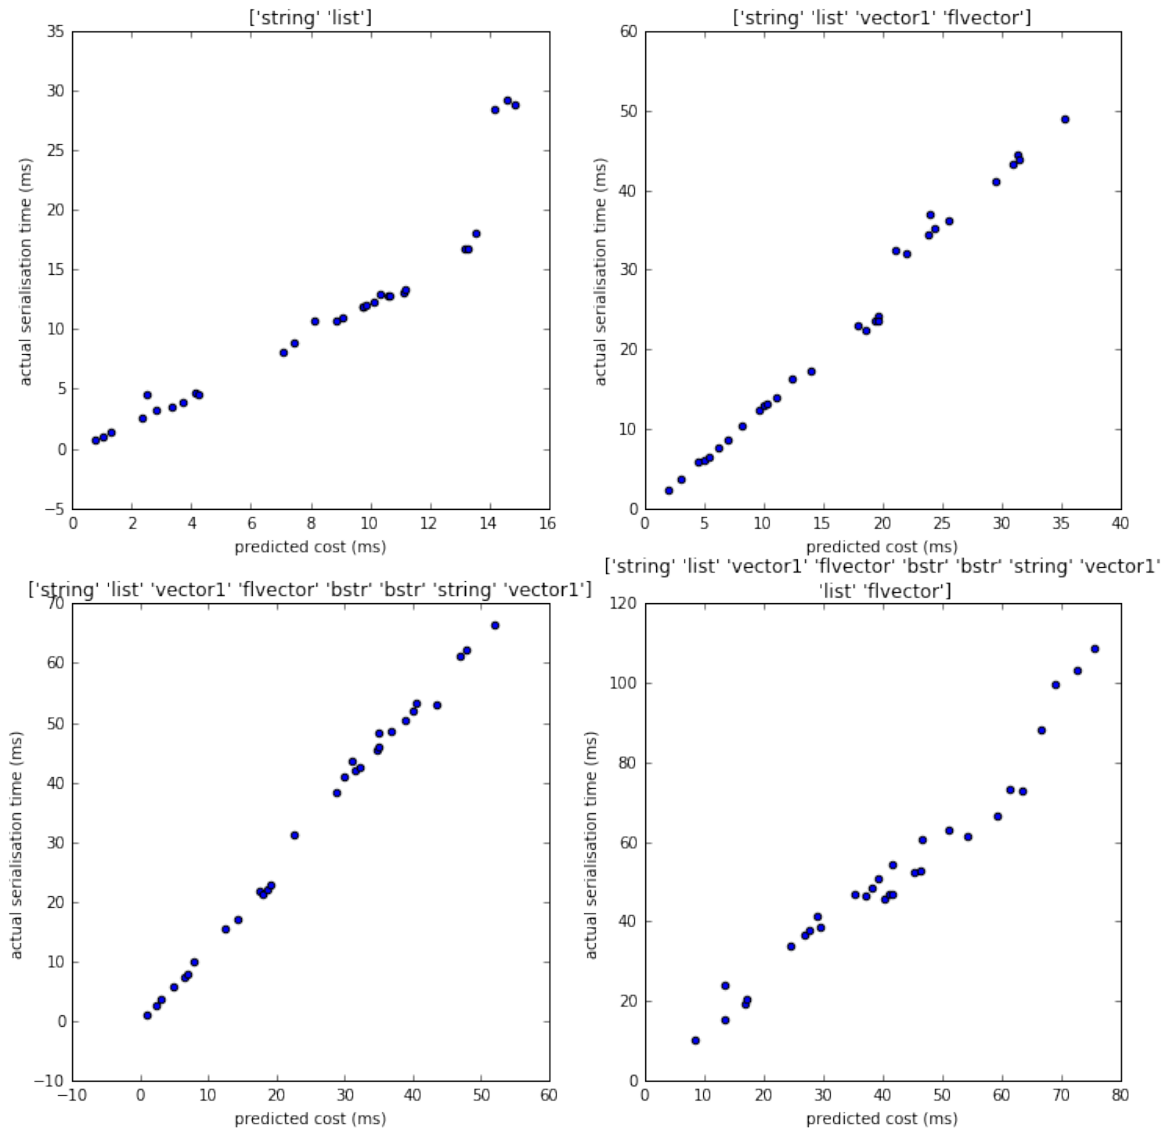 ['string' 'list']
35
30
25
20
15
10
5
0
−5
0 2 4 6 8 10 12 14 16
actual serialisation time (ms)
predicted cost (ms)
['string' 'list' 'vector1' 'flvector']
60
50
40
30
20
10
0
0 5 10 15 20 25 30 35 40
actual serialisation time (ms)
predicted cost (ms)
['string' 'list' 'vector1' 'flvector' 'bstr' 'bstr' 'string' 'vector1']
70
60
50
40
30
20
10
0
−10
−10 0 10 20 30 40 50 60
actual serialisation time (ms)
predicted cost (ms)
['string' 'list' 'vector1' 'flvector' 'bstr' 'bstr' 'string' 'vector1'
'list' 'flvector']
120
100
80
60
40
20
0
0 10 20 30 40 50 60 70 80
actual serialisation time (ms)
predicted cost (ms)